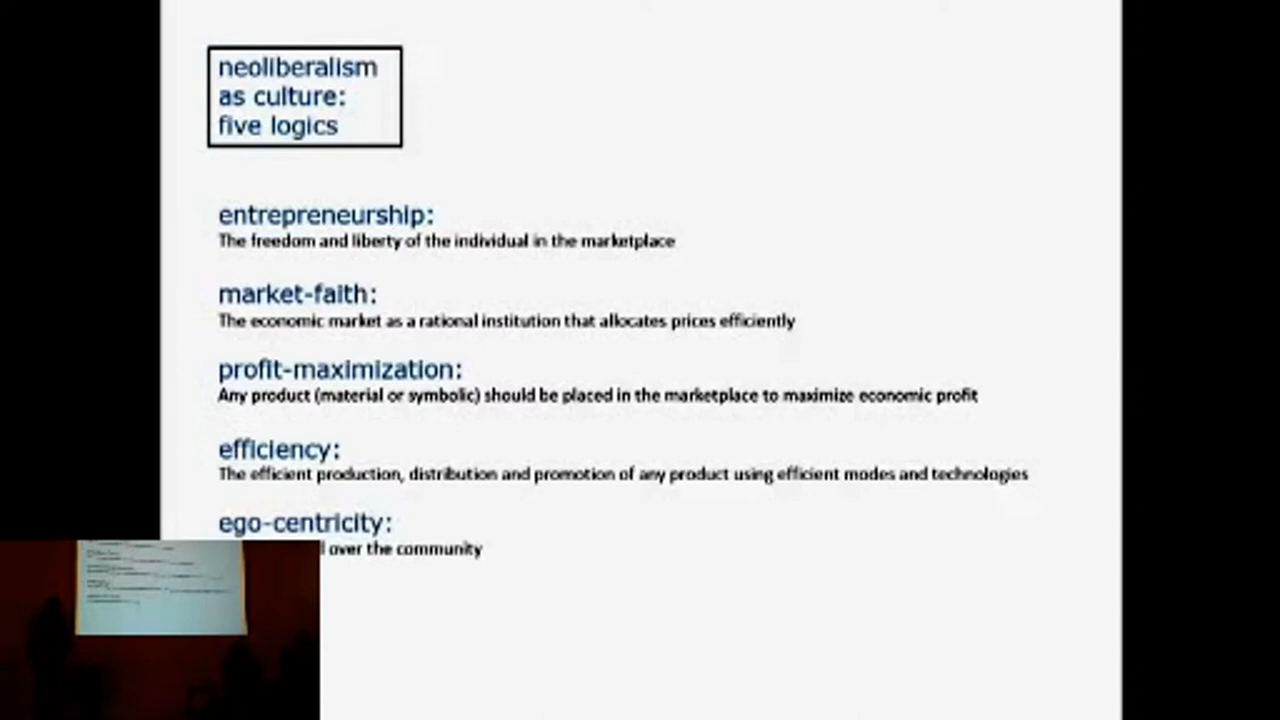 neoliberalism
as culture:
five logics
entrepreneurship:
The freedom and liberty of the individual in the marketplace
market-faith:
The economic market as a rational institution that allocates prices efficiently
profit-maximization:
Any product (material or symbolic) should be placed in the marketplace to maximize economic profit
efficiency:
The efficient production, distribution and promotion of any product using efficient modes and technologies
ego-centricity:
over the community